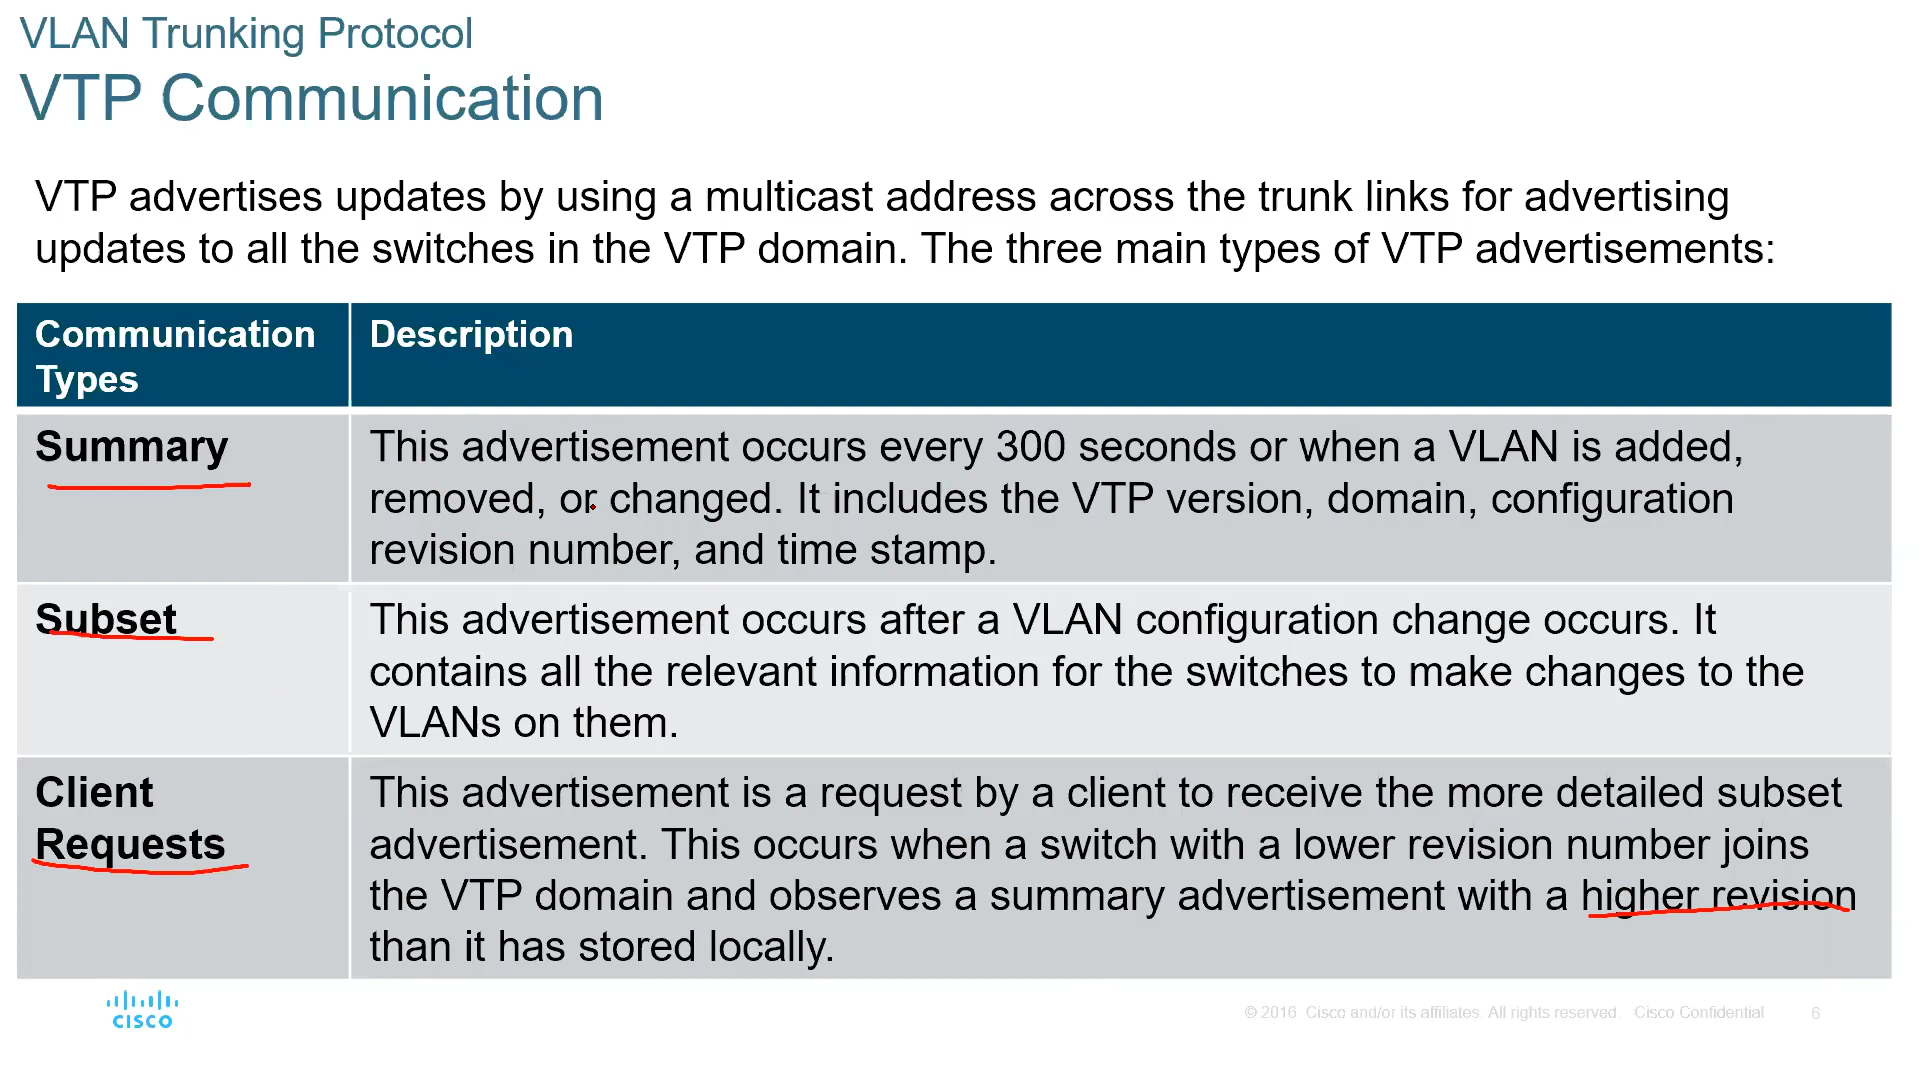 VLAN Trunking Protocol
VTP Communication
VTP advertises updates by using a multicast address across the trunk links for advertising
updates to all the switches in the VTP domain. The three main types of VTP advertisements:
Communication
Types
Description
Summary
This advertisement occurs every 300 seconds or when a VLAN is added,
removed, or changed. It includes the VTP version, domain, configuration
revision number, and time stamp.
Subset
This advertisement occurs after a VLAN configuration change occurs. It
contains all the relevant information for the switches to make changes to the
VLANs on them.
Client
Requests
This advertisement is a request by a client to receive the more detailed subset
advertisement. This occurs when a switch with a lower revision number joins
the VTP domain and observes a summary advertisement with a higher revision
than it has stored locally.
CISCO
© 2016 Cisco and/or its affiliates. All rights reserved. Cisco Confidential
6